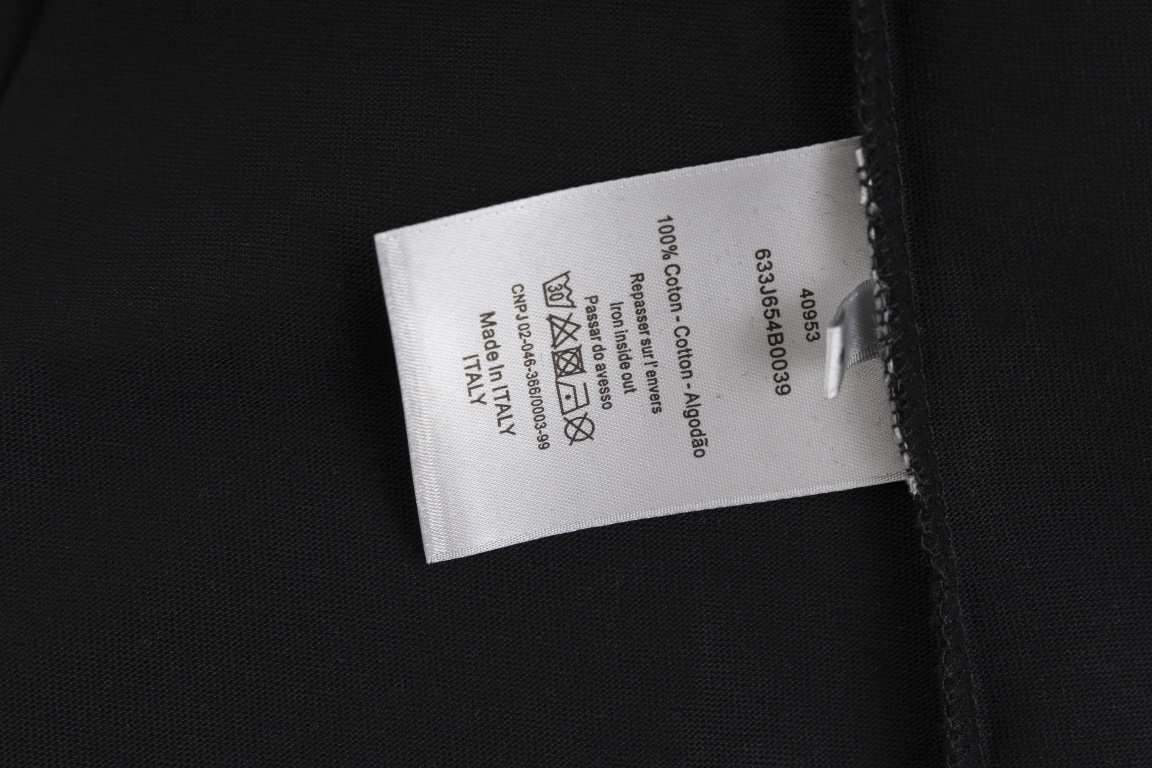 40953
633J654B0039
100% Coton - Cotton - Algodão
Repasser sur l'envers
Iron inside out
Passar do avesso
30
CNPJ 02-046-366/0003-99
Made In ITALY
ITALY